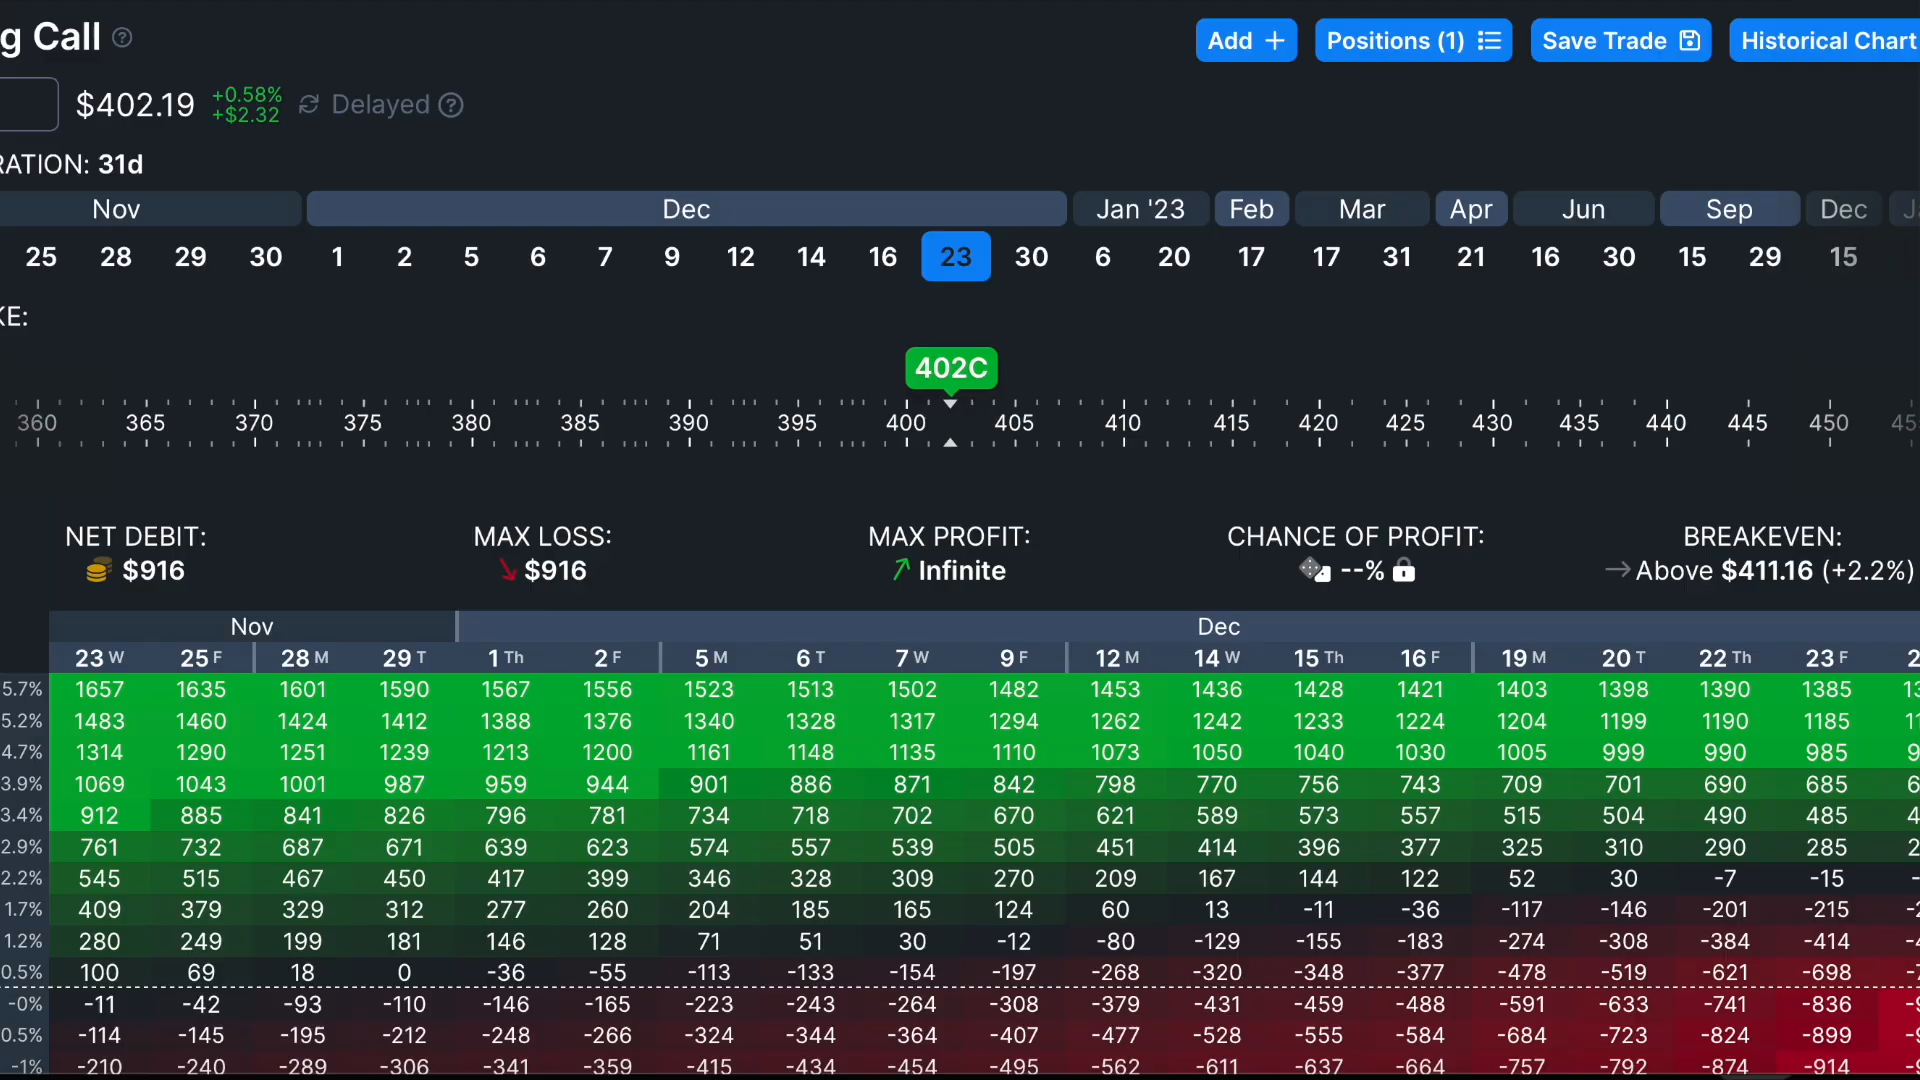 g Call
Add + Positions (1) Save Trade Historical Chart
$402.19 +0.58% +$2.32 Delayed
RATION: 31d
Nov Dec Jan '23 Feb Mar Apr Jun Sep Dec
25 28 29 30 1 2 5 6 7 9 12 14 16 23 30 6 20 17 17 31 21 16 30 15 29 15
KE:
402C
360 365 370 375 380 385 390 395 400 405 410 415 420 425 430 435 440 445 450 45
NET DEBIT: MAX LOSS: MAX PROFIT: CHANCE OF PROFIT: BREAKEVEN:
$916 $916 Infinite --% Above $411.16 (+2.2%)
Nov Dec
23 W 25 F 28 M 29 T 1 Th 2 F 5 M 6 T 7 W 9 F 12 M 14 W 15 Th 16 F 19 M 20 T 22 Th 23 F 2
5.7% 1657 1635 1601 1590 1567 1556 1523 1513 1502 1482 1453 1436 1428 1421 1403 1398 1390 1385 13
5.2% 1483 1460 1424 1412 1388 1376 1340 1328 1317 1294 1262 1242 1233 1224 1204 1199 1190 1185 11
4.7% 1314 1290 1251 1239 1213 1200 1161 1148 1135 1110 1073 1050 1040 1030 1005 999 990 985 9
3.9% 1069 1043 1001 987 959 944 901 886 871 842 798 770 756 743 709 701 690 685 6
3.4% 912 885 841 826 796 781 734 718 702 670 621 589 573 557 515 504 490 485 4
2.9% 761 732 687 671 639 623 574 557 539 505 451 414 396 377 325 310 290 285 2
2.2% 545 515 467 450 417 399 346 328 309 270 209 167 144 122 52 30 -7 -15 -
1.7% 409 379 329 312 277 260 204 185 165 124 60 13 -11 -36 -117 -146 -201 -215 -2
1.2% 280 249 199 181 146 128 71 51 30 -12 -80 -129 -155 -183 -274 -308 -384 -414 -4
0.5% 100 69 18 0 -36 -55 -113 -133 -154 -197 -268 -320 -348 -377 -478 -519 -621 -698 -7
-0% -11 -42 -93 -110 -146 -165 -223 -243 -264 -308 -379 -431 -459 -488 -591 -633 -741 -836 -9
0.5% -114 -145 -195 -212 -248 -266 -324 -344 -364 -407 -477 -528 -555 -584 -684 -723 -824 -899 -9
-1% -210 -240 -289 -306 -341 -359 -415 -434 -454 -495 -562 -611 -637 -664 -757 -792 -874 -914 -9